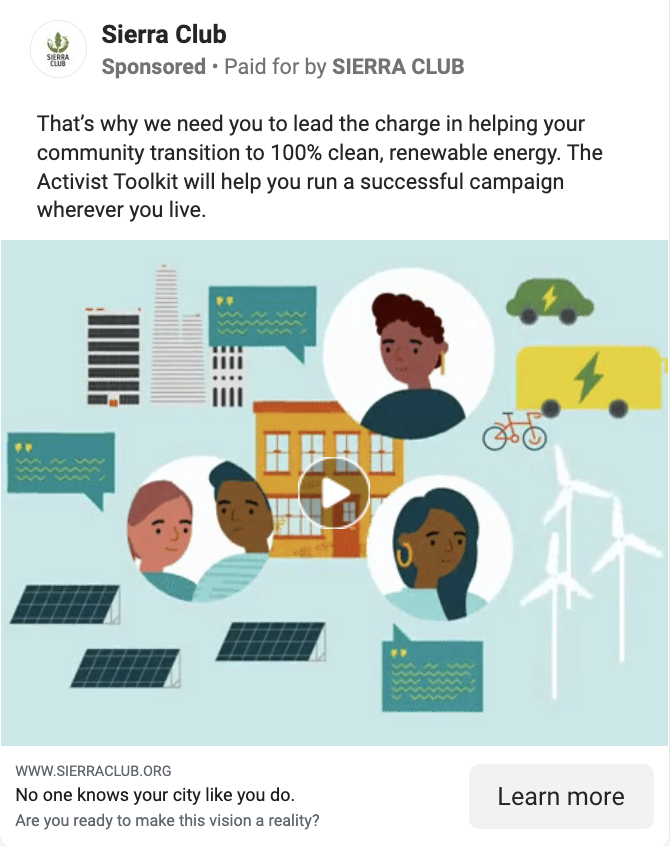 SIERRA
CLUB
Sierra Club
Sponsored • Paid for by SIERRA CLUB
That’s why we need you to lead the charge in helping your
community transition to 100% clean, renewable energy. The
Activist Toolkit will help you run a successful campaign
wherever you live.
WWW.SIERRACLUB.ORG
No one knows your city like you do.
Are you ready to make this vision a reality?
Learn more